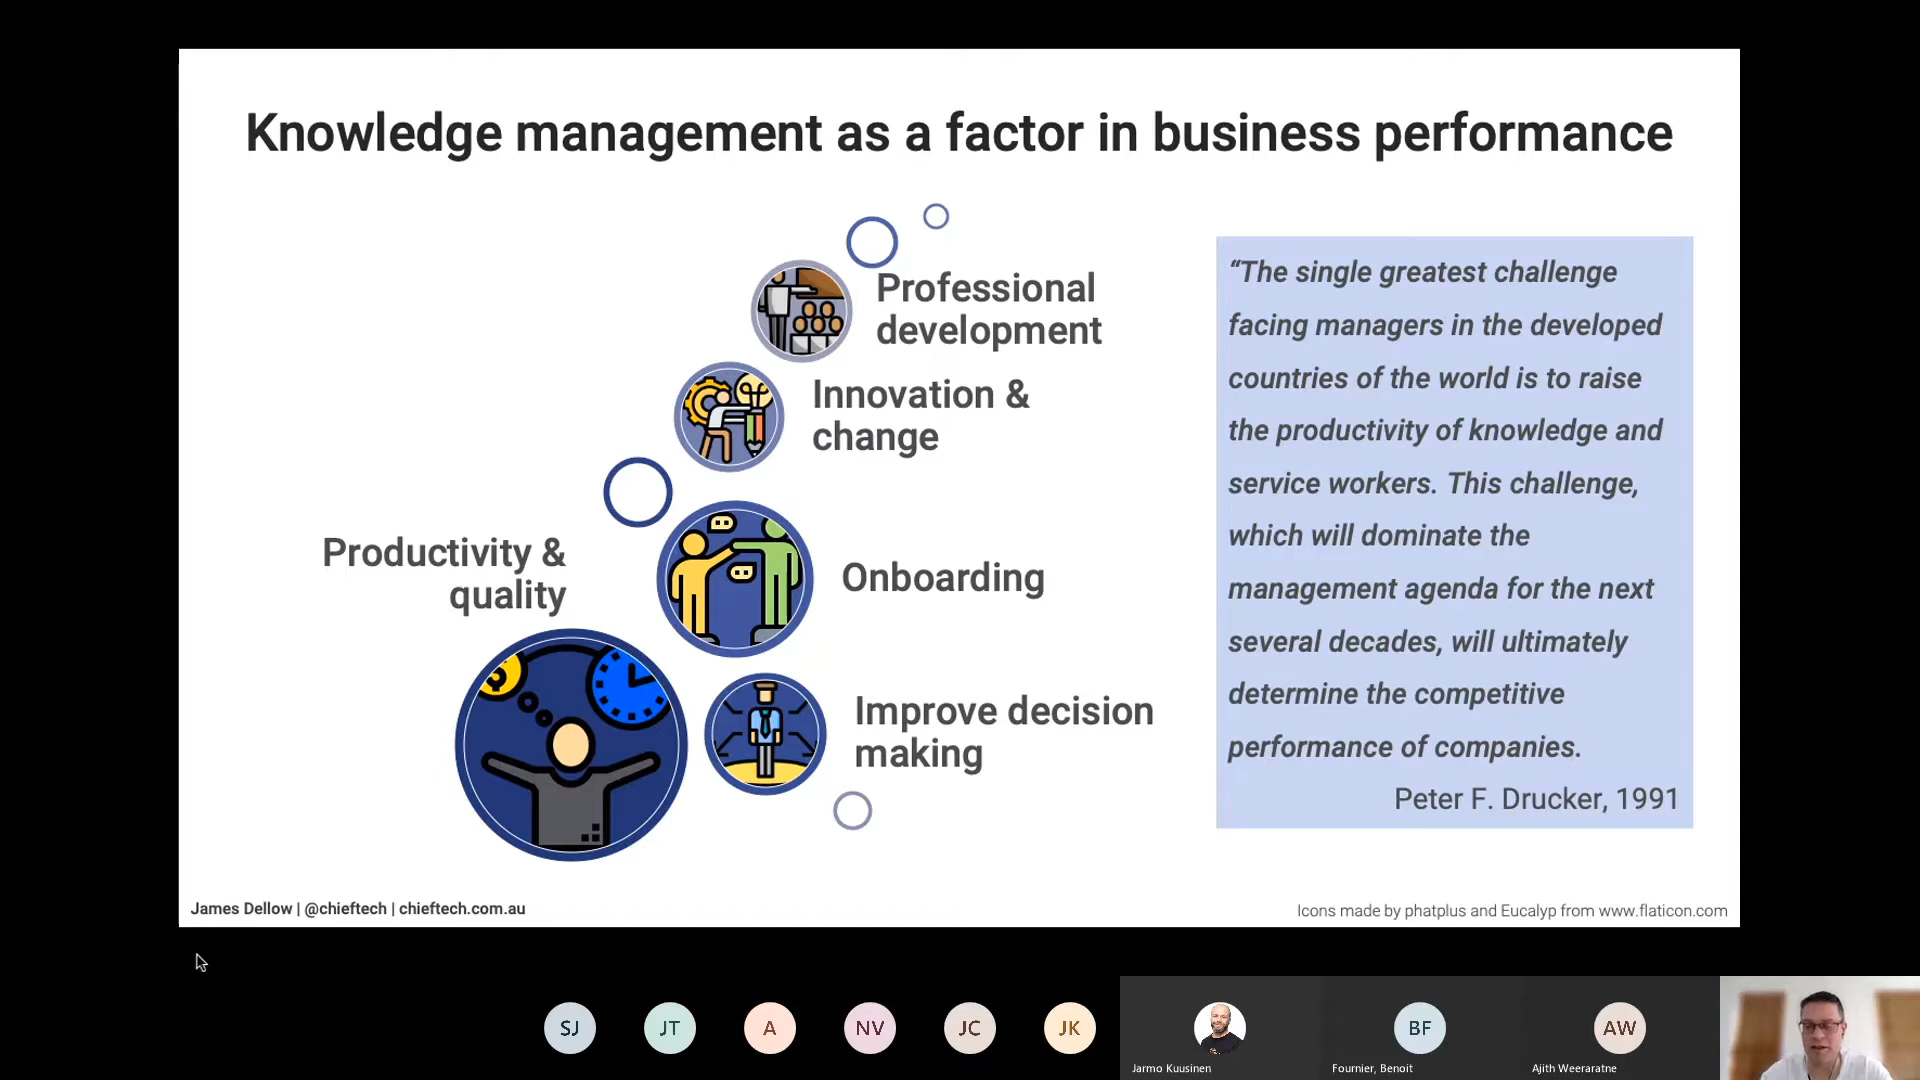 Knowledge management as a factor in business performance
Professional
development
Innovation &
change
Productivity &
quality
Onboarding
Improve decision
making
“The single greatest challenge
facing managers in the developed
countries of the world is to raise
the productivity of knowledge and
service workers. This challenge,
which will dominate the
management agenda for the next
several decades, will ultimately
determine the competitive
performance of companies.
Peter F. Drucker, 1991
James Dellow | @chieftech | chieftech.com.au
Icons made by phatplus and Eucalyp from www.flaticon.com
SJ
JT
A
NV
JC
JK
BF
AW
Jarmo Kuusinen
Fournier, Benoit
Ajith Weeraratne